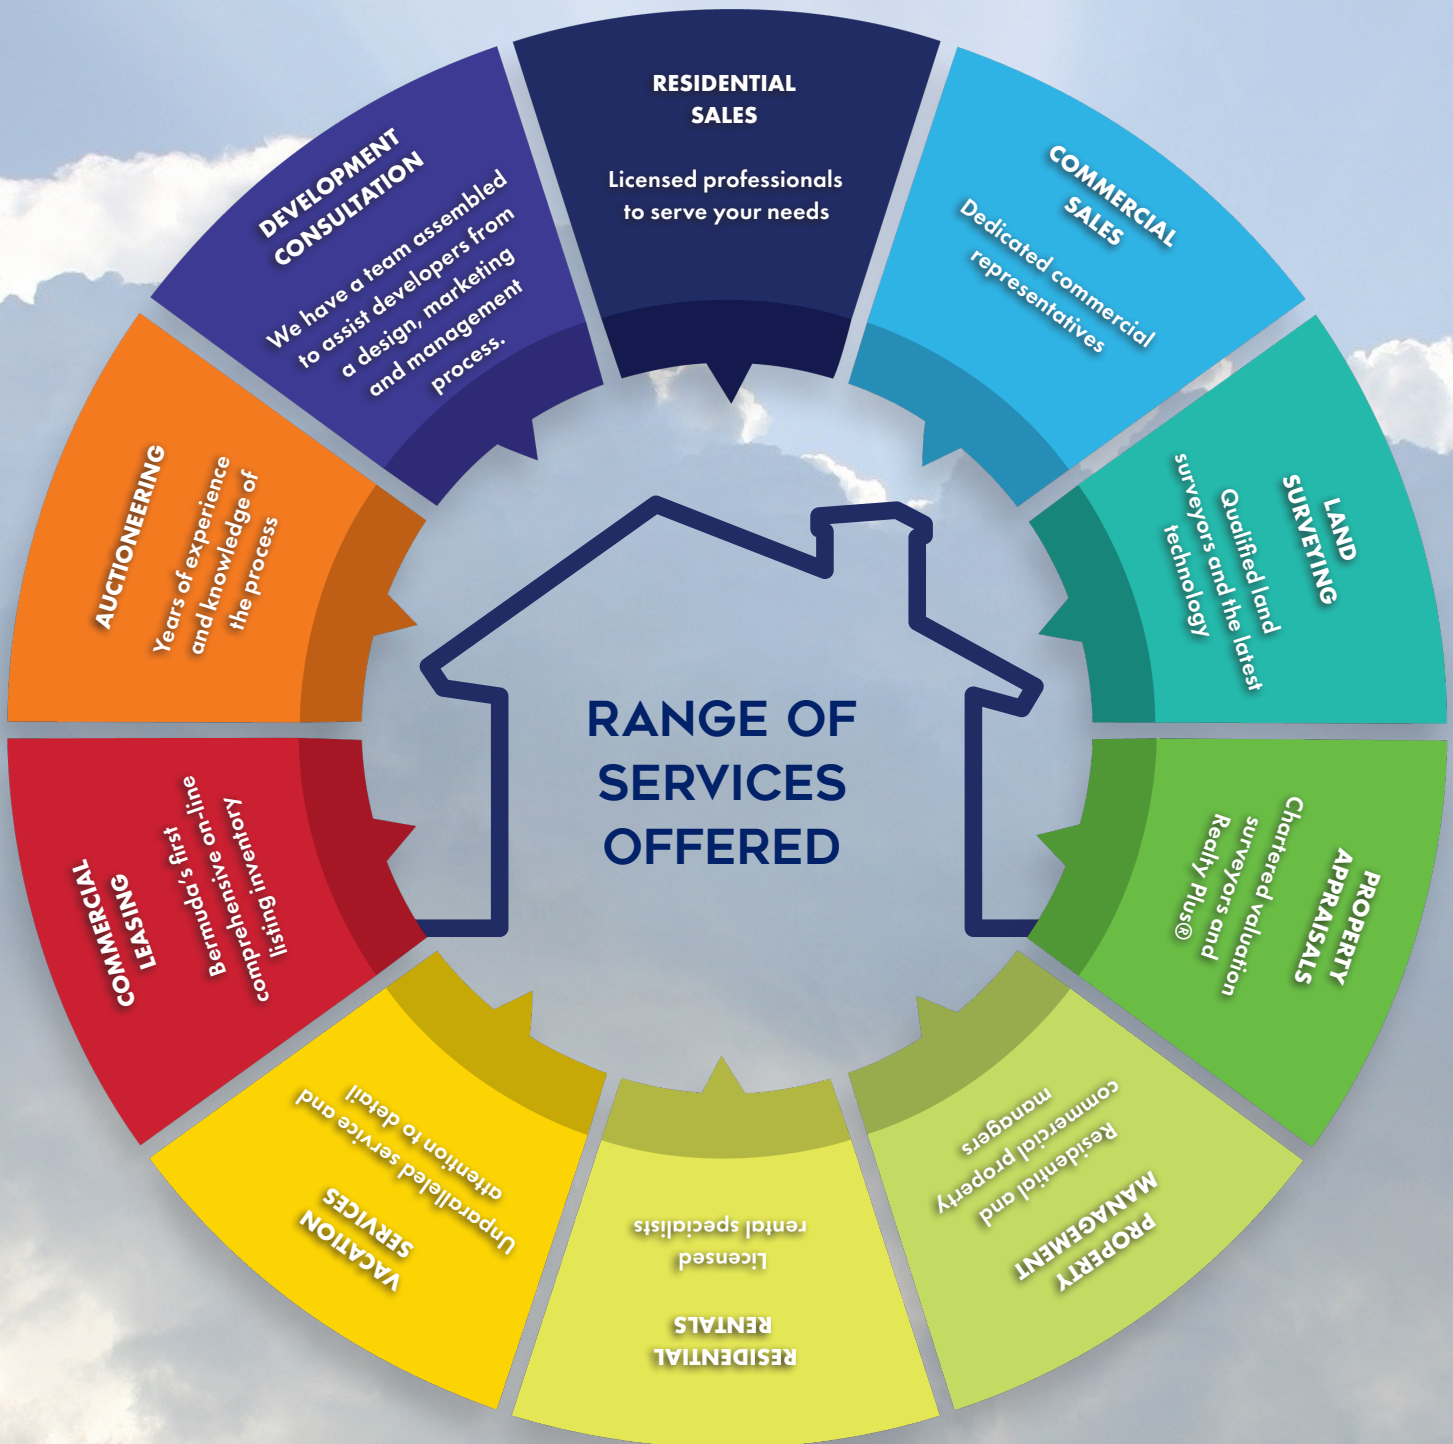 RESIDENTIAL
SALES
Licensed professionals
to serve your needs
COMMERCIAL
SALES
Dedicated commercial
representatives
LAND
SURVEYING
Qualified land
surveyors and the latest
technology
PROPERTY
APPRAISALS
Chartered valuation
surveyors and
Realty Plus®
PROPERTY
MANAGEMENT
Residential and
commercial property
managers
RESIDENTIAL
RENTALS
Licensed
rental specialists
VACATION
SERVICES
Unparalleled service and
attention to detail
COMMERCIAL
LEASING
Bermuda's first
comprehensive on-line
listing inventory
AUCTIONEERING
Years of experience
and knowledge of
the process
DEVELOPMENT
CONSULTATION
We have a team assembled
to assist developers from
a design, marketing
and management
process.
RANGE OF
SERVICES
OFFERED